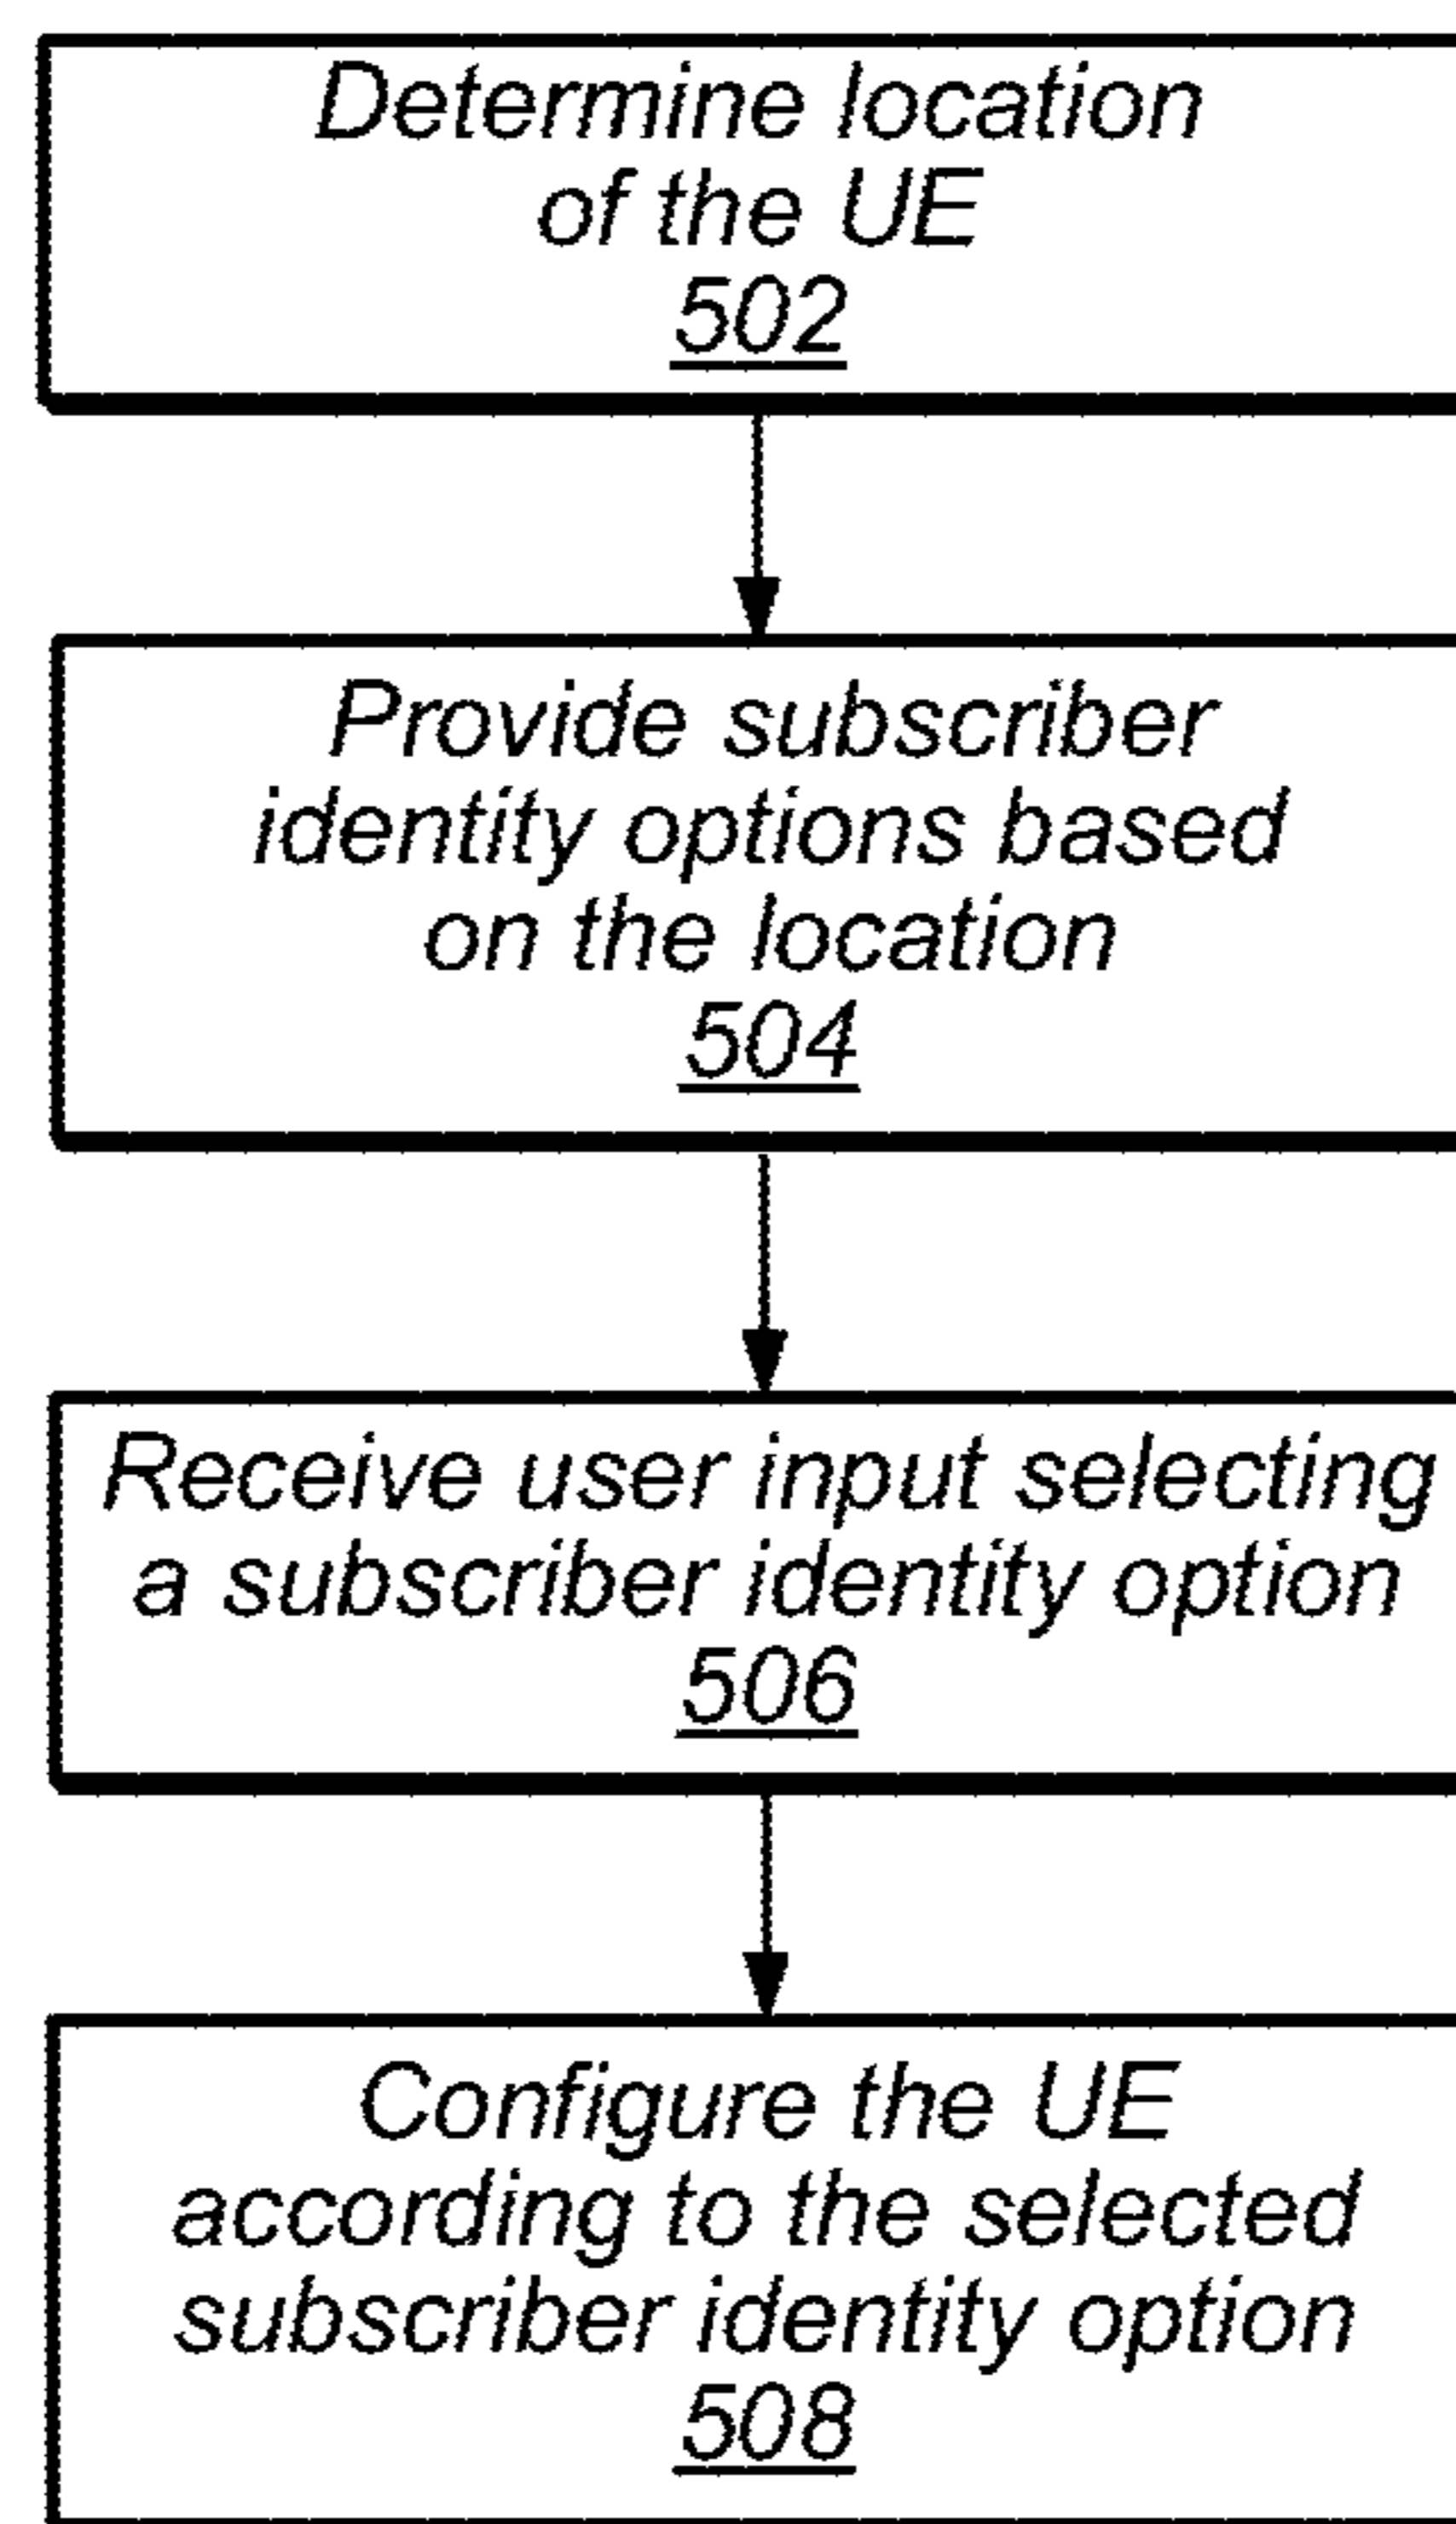 Determine location
of the UE
502
Provide subscriber
identity options based
on the location
504
Receive user input selecting
a subscriber identity option
506
Configure the UE
according to the selected
subscriber identity option
508